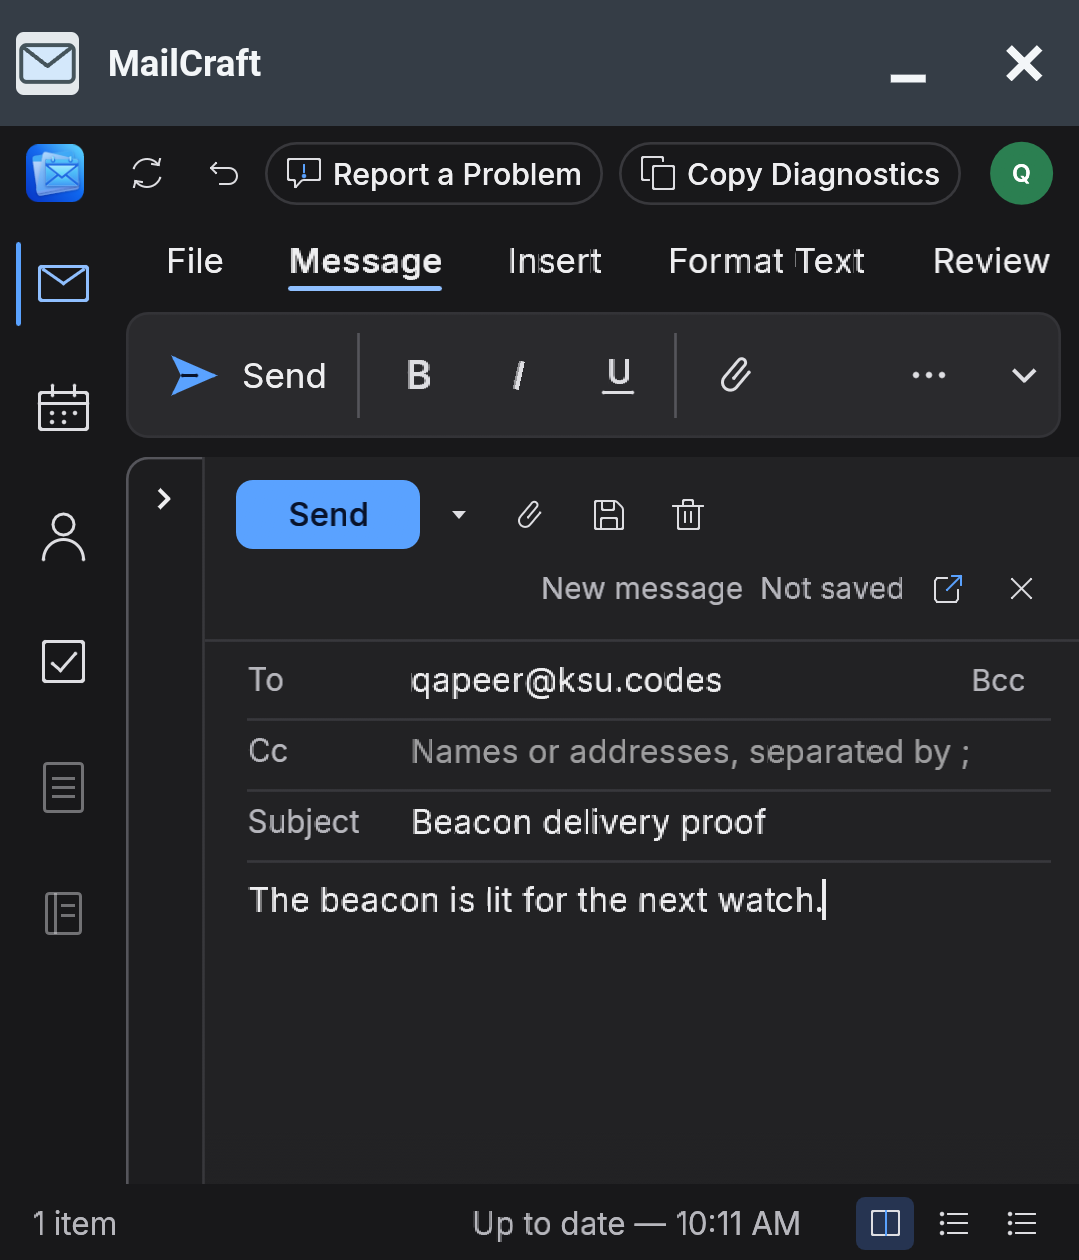 MailCraft
Report a Problem Copy Diagnostics Q
File Message Insert Format Text Review
Send B I U
Send
New message Not saved
To qapeer@ksu.codes Bcc
Cc Names or addresses, separated by ;
Subject Beacon delivery proof
The beacon is lit for the next watch.
1 item Up to date — 10:11 AM